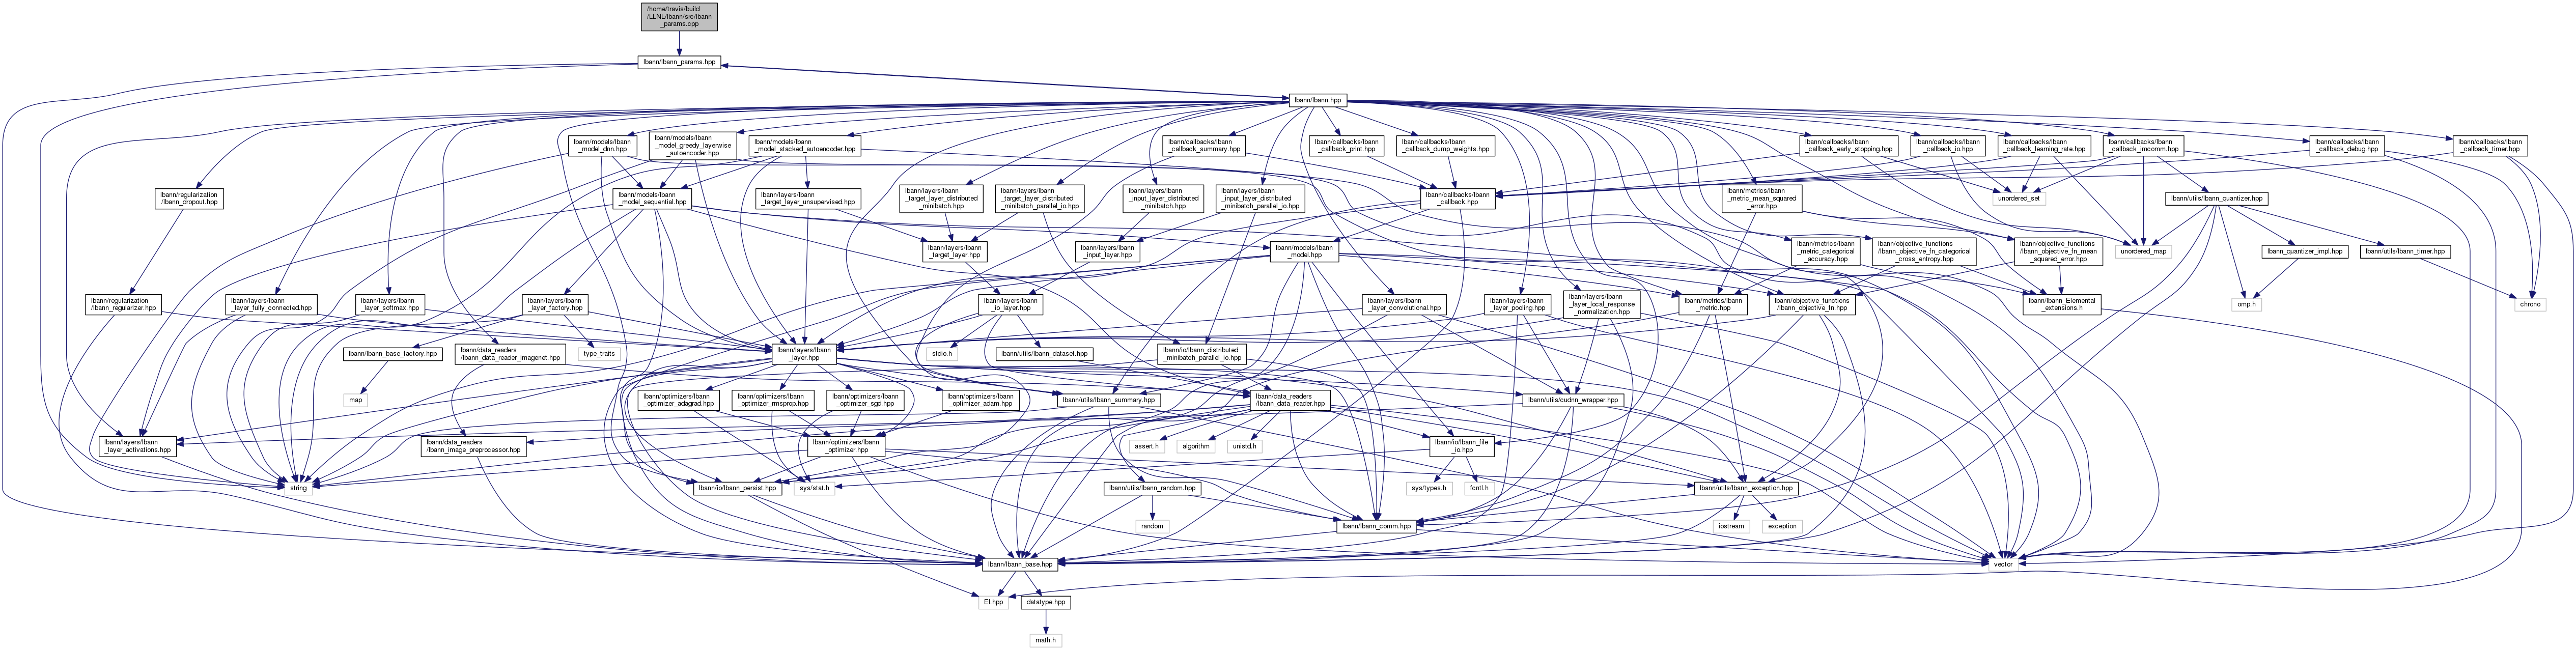 /home/travis/build
/LLNL/lbann/src/lbann
_params.cpp
lbann/lbann_params.hpp
lbann/lbann.hpp
lbann/models/lbann
_model_dnn.hpp
lbann/models/lbann
_model_greedy_layerwise
_autoencoder.hpp
lbann/models/lbann
_model_stacked_autoencoder.hpp
lbann/callbacks/lbann
_callback_summary.hpp
lbann/callbacks/lbann
_callback_print.hpp
lbann/callbacks/lbann
_callback_dump_weights.hpp
lbann/callbacks/lbann
_callback_early_stopping.hpp
lbann/callbacks/lbann
_callback_io.hpp
lbann/callbacks/lbann
_callback_learning_rate.hpp
lbann/callbacks/lbann
_callback_imcomm.hpp
lbann/callbacks/lbann
_callback_debug.hpp
lbann/callbacks/lbann
_callback_timer.hpp
lbann/regularization
/lbann_dropout.hpp
lbann/models/lbann
_model_sequential.hpp
lbann/layers/lbann
_target_layer_unsupervised.hpp
lbann/layers/lbann
_target_layer_distributed
_minibatch.hpp
lbann/layers/lbann
_target_layer_distributed
_minibatch_parallel_io.hpp
lbann/layers/lbann
_input_layer_distributed
_minibatch.hpp
lbann/layers/lbann
_input_layer_distributed
_minibatch_parallel_io.hpp
lbann/callbacks/lbann
_callback.hpp
lbann/metrics/lbann
_metric_mean_squared
_error.hpp
unordered_set
lbann/utils/lbann_quantizer.hpp
lbann/layers/lbann
_target_layer.hpp
lbann/layers/lbann
_input_layer.hpp
lbann/models/lbann
_model.hpp
lbann/metrics/lbann
_metric_categorical
_accuracy.hpp
lbann/objective_functions
/lbann_objective_fn_categorical
_cross_entropy.hpp
lbann/objective_functions
/lbann_objective_fn_mean
_squared_error.hpp
unordered_map
lbann_quantizer_impl.hpp
lbann/utils/lbann_timer.hpp
lbann/regularization
/lbann_regularizer.hpp
lbann/layers/lbann
_layer_fully_connected.hpp
lbann/layers/lbann
_layer_softmax.hpp
lbann/layers/lbann
_layer_factory.hpp
lbann/layers/lbann
_io_layer.hpp
lbann/layers/lbann
_layer_convolutional.hpp
lbann/layers/lbann
_layer_pooling.hpp
lbann/layers/lbann
_layer_local_response
_normalization.hpp
lbann/metrics/lbann
_metric.hpp
lbann/objective_functions
/lbann_objective_fn.hpp
lbann/lbann_Elemental
_extensions.h
omp.h
chrono
lbann/lbann_base_factory.hpp
lbann/data_readers
/lbann_data_reader_imagenet.hpp
type_traits
lbann/layers/lbann
_layer.hpp
stdio.h
lbann/utils/lbann_dataset.hpp
lbann/io/lbann_distributed
_minibatch_parallel_io.hpp
map
lbann/optimizers/lbann
_optimizer_adagrad.hpp
lbann/optimizers/lbann
_optimizer_rmsprop.hpp
lbann/optimizers/lbann
_optimizer_sgd.hpp
lbann/optimizers/lbann
_optimizer_adam.hpp
lbann/utils/lbann_summary.hpp
lbann/data_readers
/lbann_data_reader.hpp
lbann/utils/cudnn_wrapper.hpp
lbann/layers/lbann
_layer_activations.hpp
lbann/data_readers
/lbann_image_preprocessor.hpp
lbann/optimizers/lbann
_optimizer.hpp
assert.h
algorithm
unistd.h
lbann/io/lbann_file
_io.hpp
string
lbann/io/lbann_persist.hpp
sys/stat.h
lbann/utils/lbann_random.hpp
sys/types.h
fcntl.h
lbann/utils/lbann_exception.hpp
random
lbann/lbann_comm.hpp
iostream
exception
lbann/lbann_base.hpp
vector
El.hpp
datatype.hpp
math.h